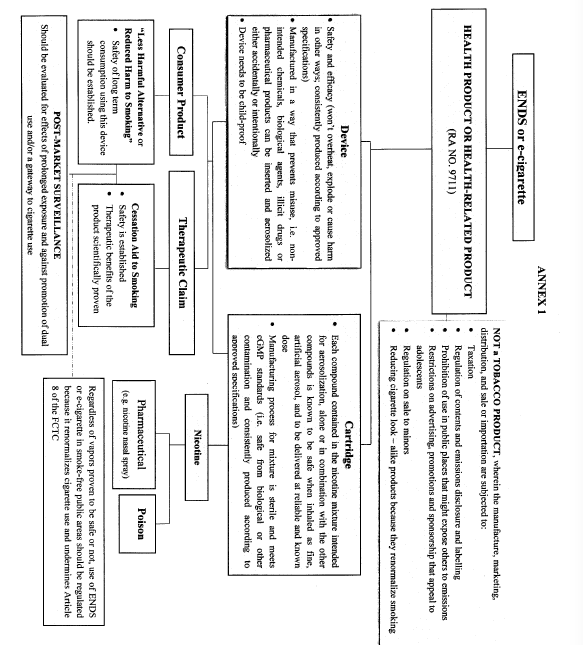 ANNEX 1
ENDS or e-cigarette
HEALTH PRODUCT OR HEALTH-RELATED PRODUCT
(RA NO. 9711)
NOT a TOBACCO PRODUCT, wherein the manufacture, marketing,
distribution, and sale or importation are subjected to:
• Taxation
• Regulation of contents and emissions disclosure and labelling
• Prohibition of use in public places that might expose others to emissions
• Restrictions on advertising, promotions and sponsorship that appeal to
adolescents
• Regulation on sale to minors
• Reducing cigarette look – alike products because they renormalize smoking
Device
• Safety and efficacy (won't overheat, explode or cause harm
in other ways; consistently produced according to approved
specifications)
• Manufactured in a way that prevents misuse, i.e. non-
intended chemicals, biological agents, illicit drugs or
pharmaceutical products can be inserted and aerosolized
either accidentally or intentionally
• Device needs to be child-proof
Cartridge
• Each compound contained in the nicotine mixture intended
for aerosolization, alone or in combination with the other
compounds is known to be safe when inhaled as fine,
artificial aerosol, and to be delivered at reliable and known
dose
• Manufacturing process for mixture is sterile and meets
cGMP standards (i.e. safe from biological or other
contamination and consistently produced according to
approved specifications)
Consumer Product
Therapeutic Claim
Nicotine
"Less Harmful Alternative or
Reduced Harm to Smoking"
• Safety of long term
consumption using this device
should be established.
Cessation Aid to Smoking
• Safety is established
• Therapeutic benefits of the
product scientifically proven
Pharmaceutical
(e.g. nicotine nasal spray)
Poison
POST-MARKET SURVEILLANCE
Should be evaluated for effects of prolonged exposure and against promotion of dual
use and/or a gateway to cigarette use
Regardless of vapors proven to be safe or not, use of ENDS
or e-cigarette in smoke-free public areas should be regulated
because it renormalizes cigarette use and undermines Article
8 of the FCTC